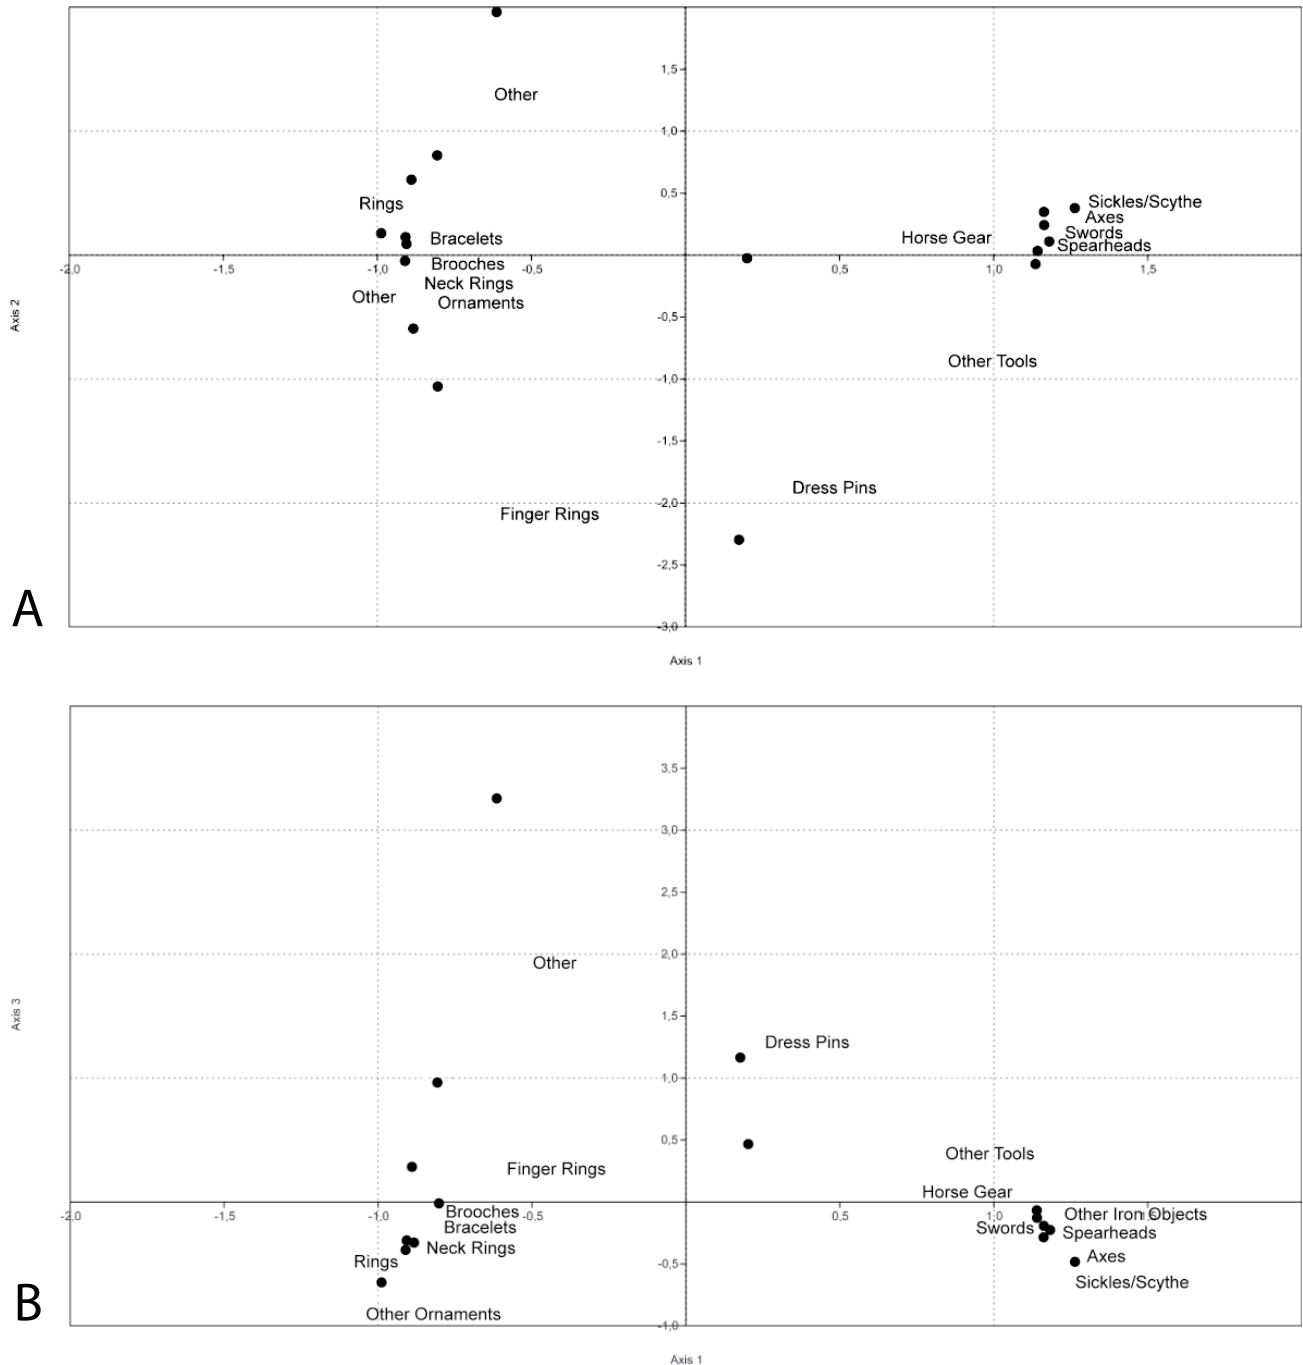 1,5
Other
1,0
0,5
Sickles/Scythe
Rings
Axes
Swords
Bracelets
Horse Gear
Spearheads
-2,0
-1,5
-1,0
Brooches
-0,5
0,5
1,0
1,5
Neck Rings
Other
Ornaments
Axis 2
-0,5
Other Tools
-1,0
-1,5
Dress Pins
-2,0
Finger Rings
-2,5
A
-3,0
Axis 1
3,5
3,0
2,5
Other
2,0
Axis 3
1,5
Dress Pins
1,0
0,5
Other Tools
Finger Rings
Horse Gear
-2,0
-1,5
-1,0
-0,5
0,5
1,0
Brooches
Other Iron Objects
Bracelets
Swords
Spearheads
Neck Rings
Rings
Axes
-0,5
Sickles/Scythe
B
Other Ornaments
-1,0
Axis 1